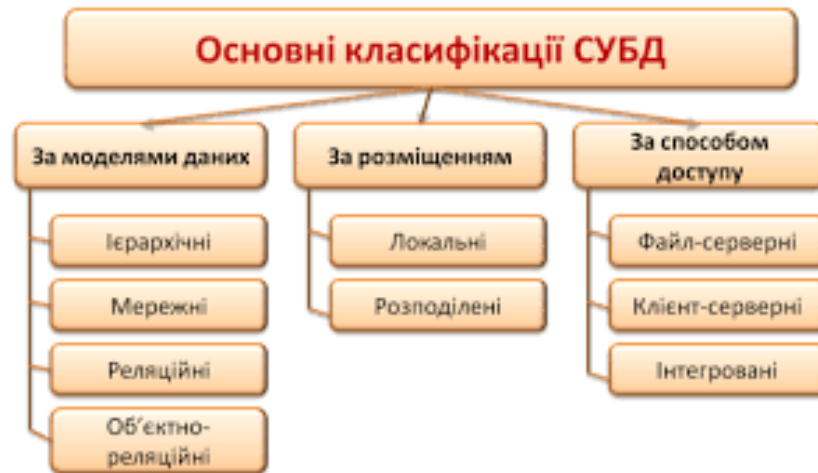 Основні класифікації СУБД
За моделями даних
Ієрархічні
Мережні
Реляційні
Об´єктно-
реляційні
За розміщенням
Локальні
Розподілені
За способом
доступу
Файл-серверні
Клієнт-серверні
Інтегровані